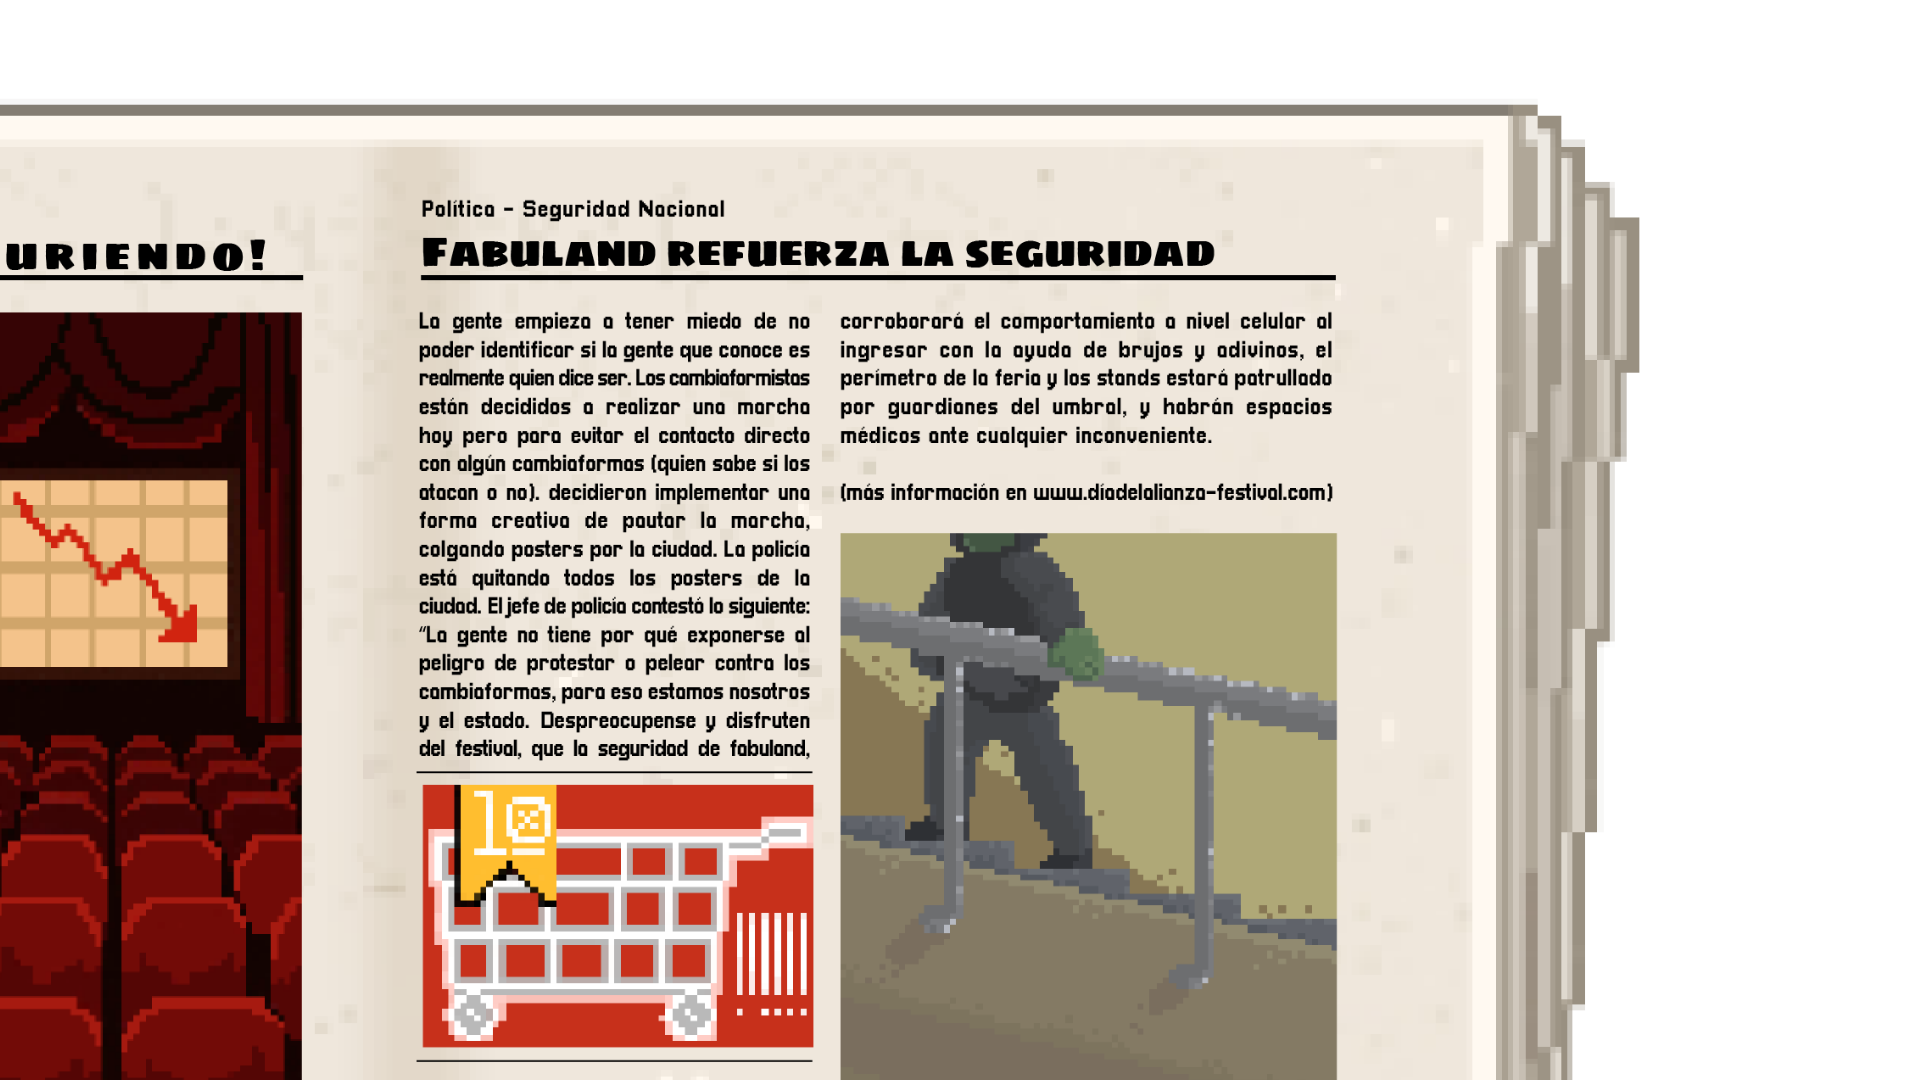 URIENDO!
Política - Seguridad Nacional
FABULAND REFUERZA LA SEGURIDAD
La gente empieza a tener miedo de no
poder identificar si la gente que conoce es
realmente quien dice ser. Los cambiaformistas
están decididos a realizar una marcha
hoy pero para evitar el contacto directo
con algún cambiaformas (quien sabe si los
atacan o no). decidieron implementar una
forma creativa de pautar la marcha,
colgando posters por la ciudad. La policía
está quitando todos los posters de la
ciudad. El jefe de policía contestó lo siguiente:
“La gente no tiene por qué exponerse al
peligro de protestar o pelear contra los
cambiaformas, para eso estamos nosotros
y el estado. Despreocupense y disfruten
del festival, que la seguridad de fabuland,
corroborará el comportamiento a nivel celular al
ingresar con la ayuda de brujos y adivinos, el
perímetro de la feria y los stands estará patrullado
por guardianes del umbral, y habrán espacios
médicos ante cualquier inconveniente.
(más información en www.díadelalianza-festival.com)